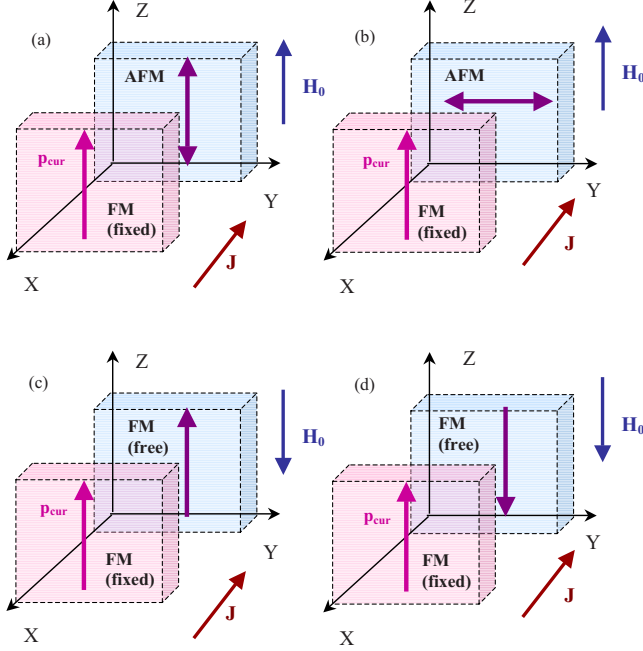 (a)
Z
AFM
H0
pcur
FM
(fixed)
Y
J
X
(b)
Z
AFM
H0
pcur
FM
(fixed)
Y
J
X
(c)
Z
FM
(free)
H0
pcur
FM
(fixed)
Y
J
X
(d)
Z
FM
(free)
H0
pcur
FM
(fixed)
Y
J
X